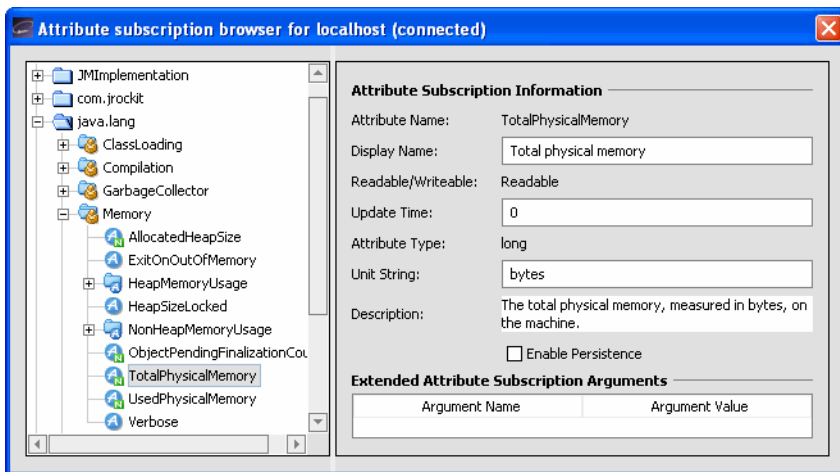 Attribute subscription browser for localhost (connected)
JMImplementation
com.jrockit
java.lang
ClassLoading
Compilation
GarbageCollector
Memory
AllocatedHeapSize
ExitOnOutOfMemory
HeapMemoryUsage
HeapSizeLocked
NonHeapMemoryUsage
ObjectPendingFinalizationCou
TotalPhysicalMemory
UsedPhysicalMemory
Verbose
Attribute Subscription Information
Attribute Name: TotalPhysicalMemory
Display Name: Total physical memory
Readable/Writeable: Readable
Update Time: 0
Attribute Type: long
Unit String: bytes
Description: The total physical memory, measured in bytes, on
the machine.
Enable Persistence
Extended Attribute Subscription Arguments
Argument Name Argument Value